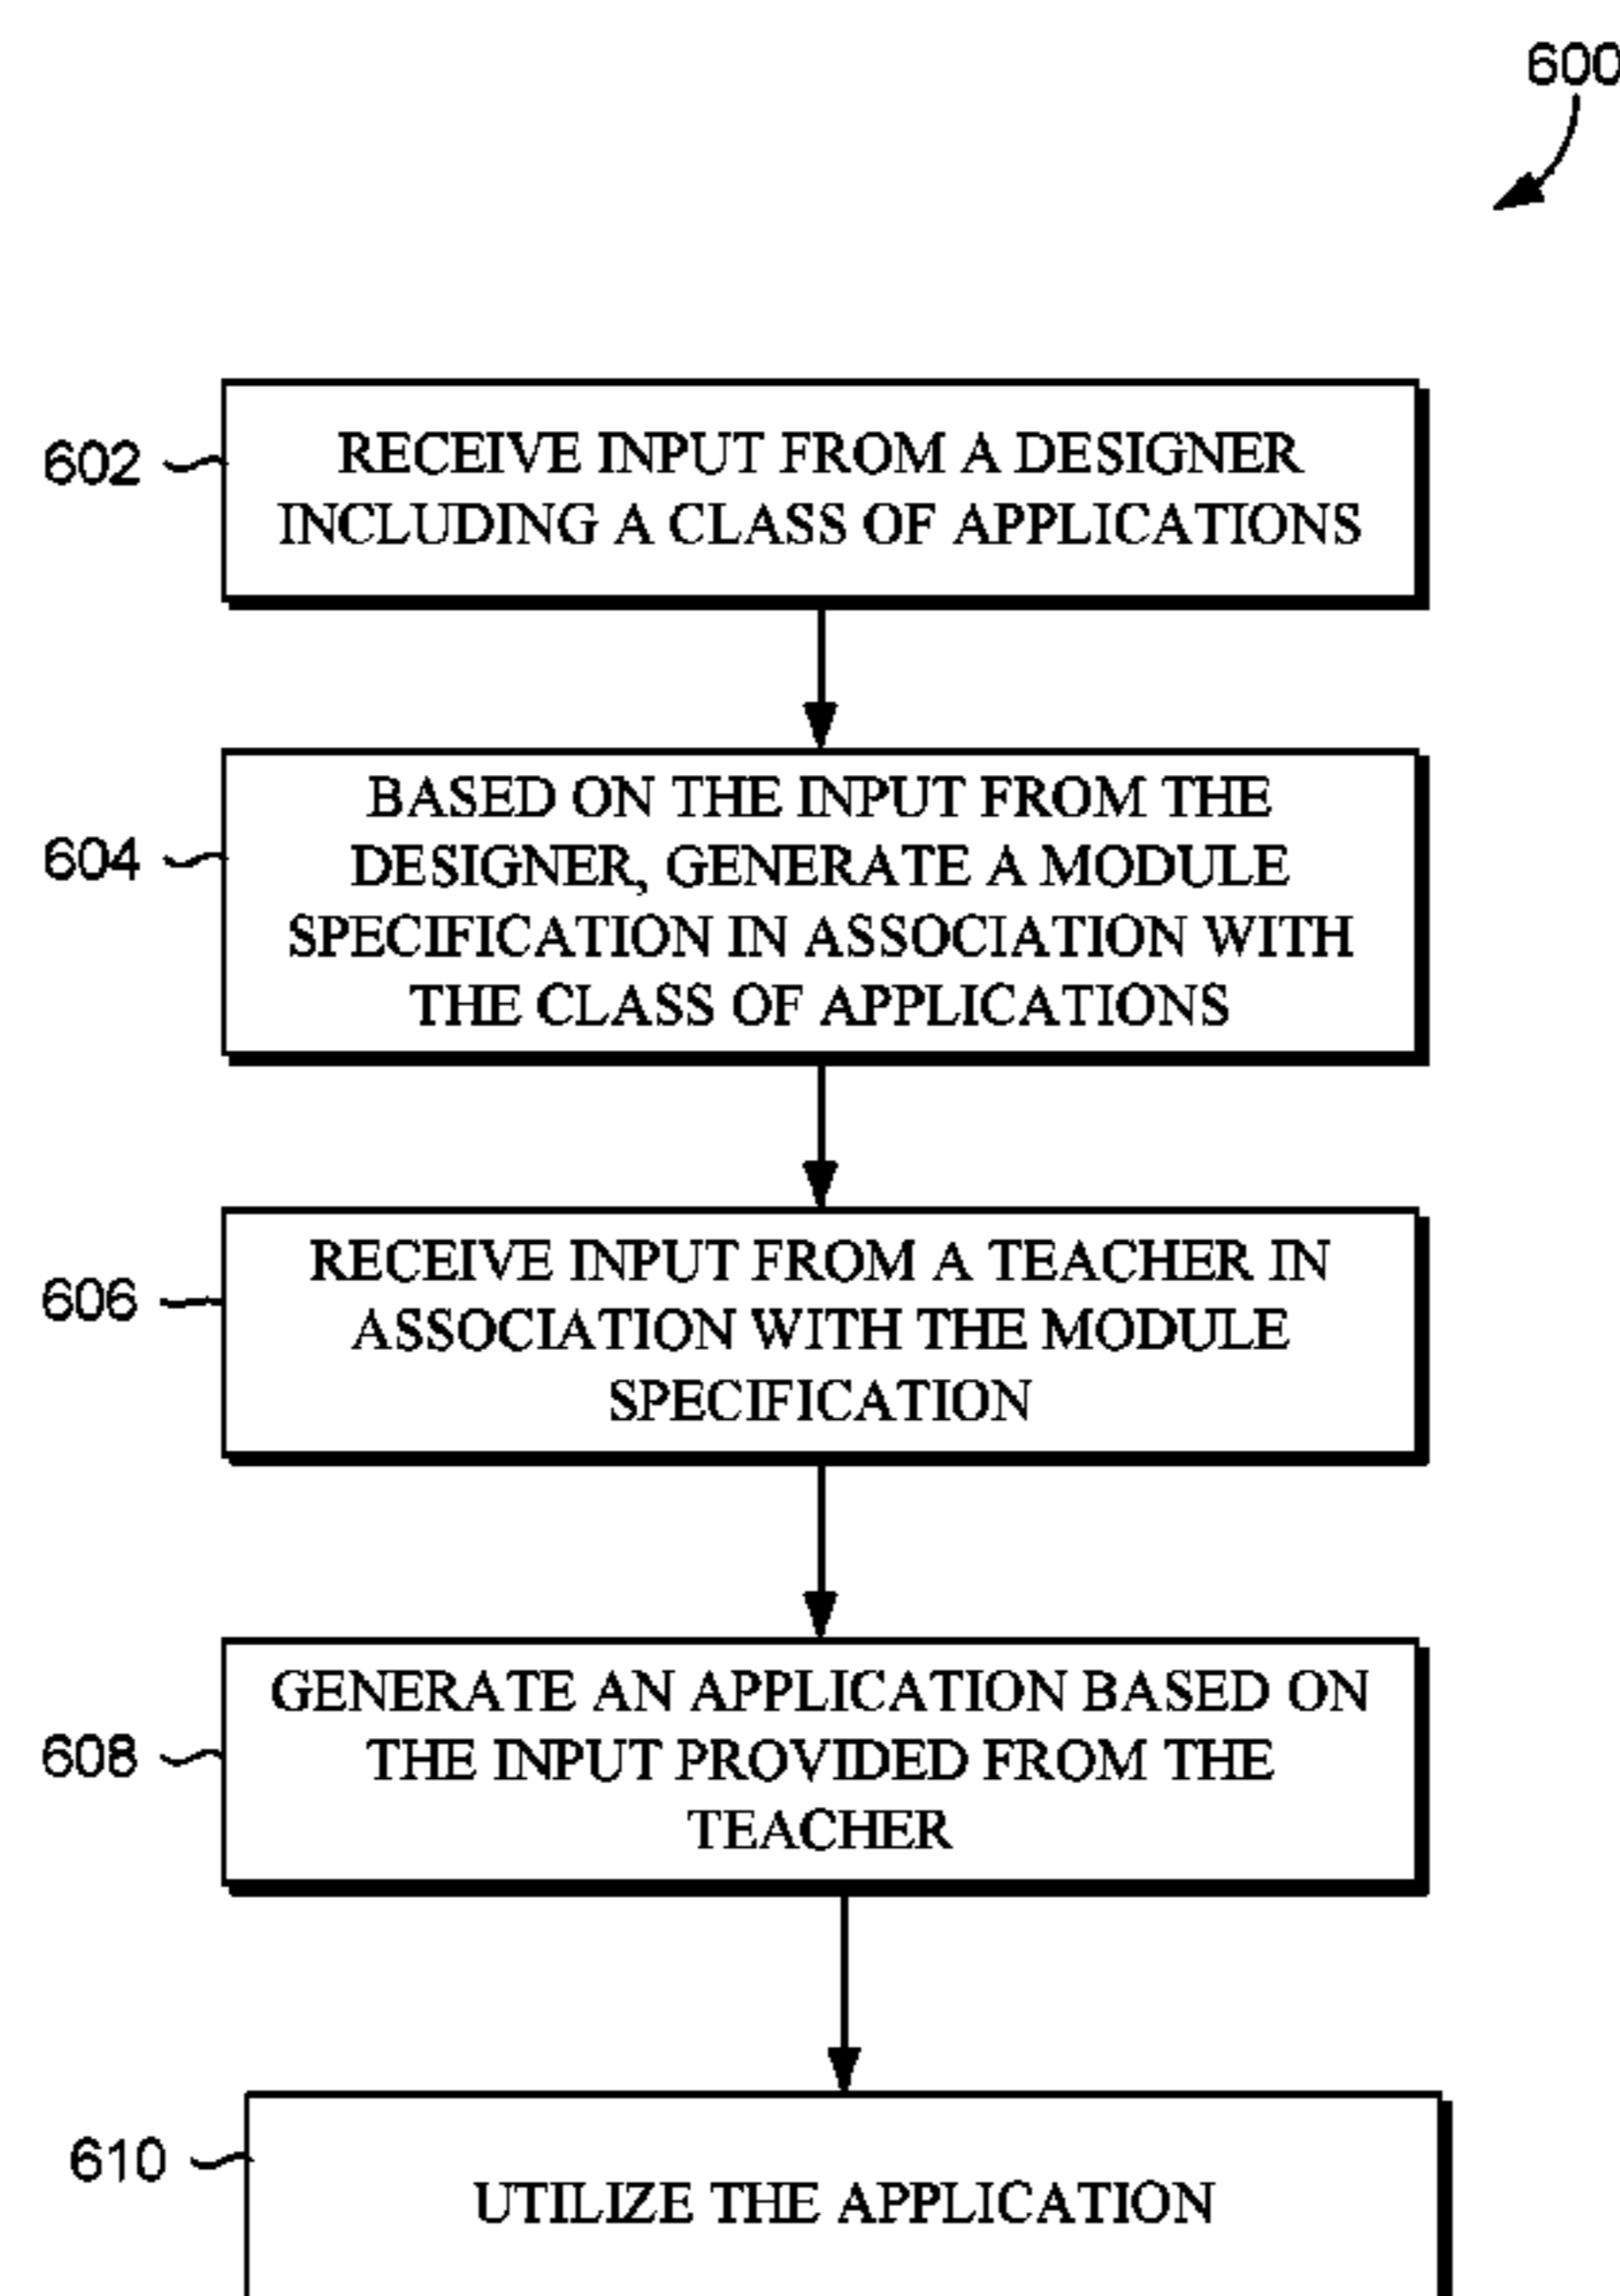 600
602
RECEIVE INPUT FROM A DESIGNER
INCLUDING A CLASS OF APPLICATIONS
604
BASED ON THE INPUT FROM THE
DESIGNER, GENERATE A MODULE
SPECIFICATION IN ASSOCIATION WITH
THE CLASS OF APPLICATIONS
606
RECEIVE INPUT FROM A TEACHER IN
ASSOCIATION WITH THE MODULE
SPECIFICATION
608
GENERATE AN APPLICATION BASED ON
THE INPUT PROVIDED FROM THE
TEACHER
610
UTILIZE THE APPLICATION